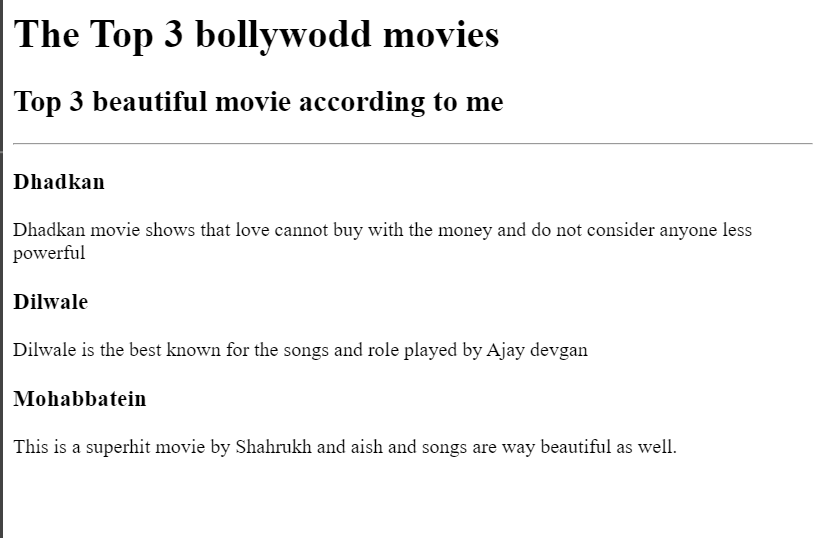 The Top 3 bollywodd movies
Top 3 beautiful movie according to me
Dhadkan
Dhadkan movie shows that love cannot buy with the money and do not consider anyone less
powerful
Dilwale
Dilwale is the best known for the songs and role played by Ajay devgan
Mohabbatein
This is a superhit movie by Shahrukh and aish and songs are way beautiful as well.